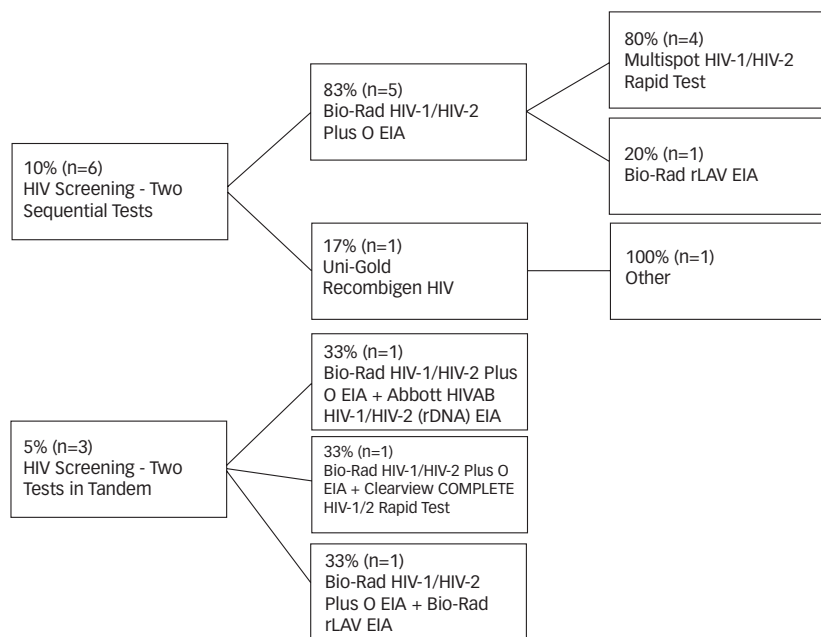 80% (n=4)
Multispot HIV-1/HIV-2
Rapid Test
83% (n=5)
Bio-Rad HIV-1/HIV-2
Plus O EIA
20% (n=1)
Bio-Rad rLAV EIA
10% (n=6)
HIV Screening - Two
Sequential Tests
17% (n=1)
Uni-Gold
Recombigen HIV
100% (n=1)
Other
33% (n=1)
Bio-Rad HIV-1/HIV-2 Plus
O EIA + Abbott HIVAB
HIV-1/HIV-2 (rDNA) EIA
5% (n=3)
HIV Screening - Two
Tests in Tandem
33% (n=1)
Bio-Rad HIV-1/HIV-2 Plus O
EIA + Clearview COMPLETE
HIV-1/2 Rapid Test
33% (n=1)
Bio-Rad HIV-1/HIV-2
Plus O EIA + Bio-Rad
rLAV EIA